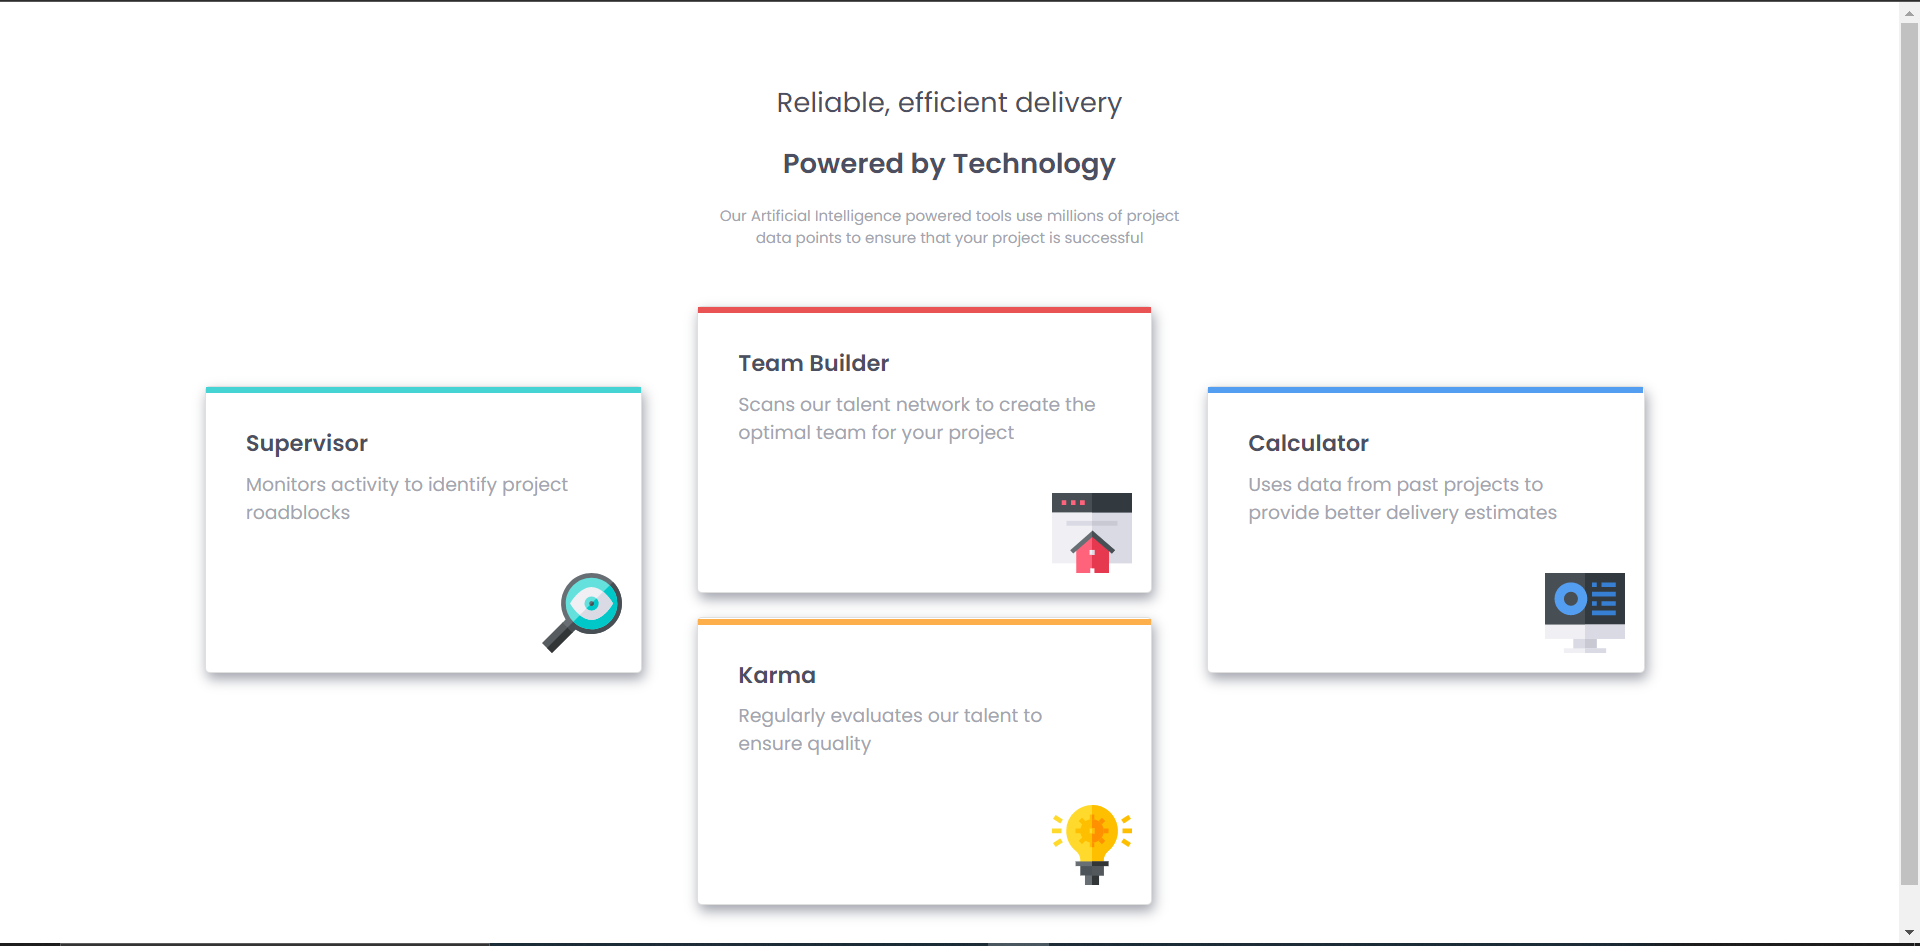 Reliable, efficient delivery
Powered by Technology
Our Artificial Intelligence powered tools use millions of project
data points to ensure that your project is successful
Supervisor
Monitors activity to identify project
roadblocks
Team Builder
Scans our talent network to create the
optimal team for your project
Karma
Regularly evaluates our talent to
ensure quality
Calculator
Uses data from past projects to
provide better delivery estimates